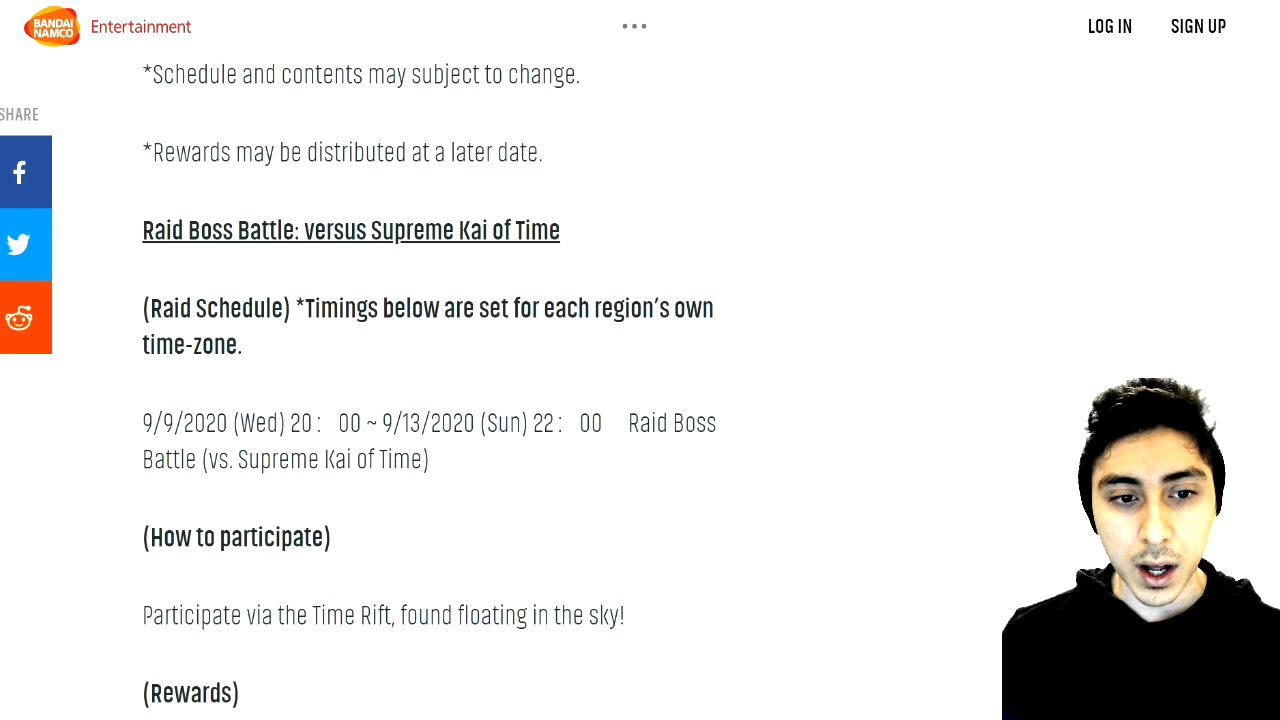 BANDAI
NAMCO
Entertainment
LOG IN
SIGN UP
*Schedule and contents may subject to change.
SHARE
*Rewards may be distributed at a later date.
Raid Boss Battle: versus Supreme Kai of Time
(Raid Schedule) *Timings below are set for each region’s own
time-zone.
9/9/2020 (Wed) 20 : 00 ~ 9/13/2020 (Sun) 22 : 00 Raid Boss
Battle (vs. Supreme Kai of Time)
(How to participate)
Participate via the Time Rift, found floating in the sky!
(Rewards)